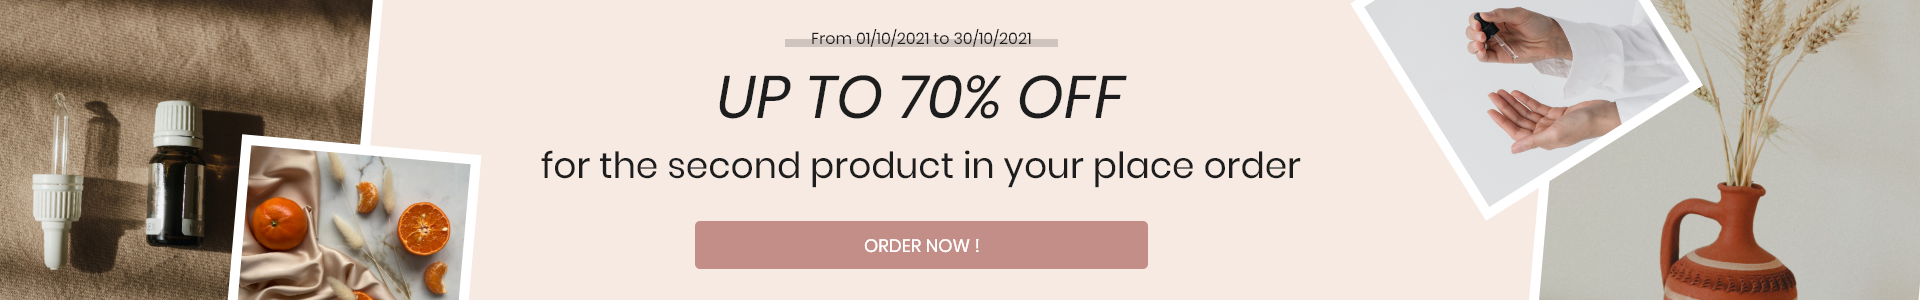 From 01/10/2021 to 30/10/2021
UP TO 70% OFF
for the second product in your place order
ORDER NOW !